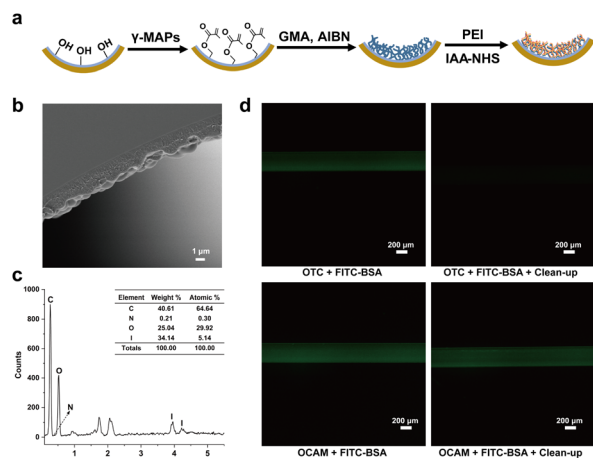 a
OH OH OH
γ-MAPs
O O O O O O
GMA, AIBN
PEI
IAA-NHS
b
1 μm
c
Counts
1000
800
600
400
200
0
C
O
N
I I
1 2 3 4 5
Element Weight % Atomic %
C 40.61 64.64
N 0.21 0.30
O 25.04 29.92
I 34.14 5.14
Totals 100.00 100.00
d
200 μm
OTC + FITC-BSA
200 μm
OTC + FITC-BSA + Clean-up
200 μm
OCAM + FITC-BSA
200 μm
OCAM + FITC-BSA + Clean-up